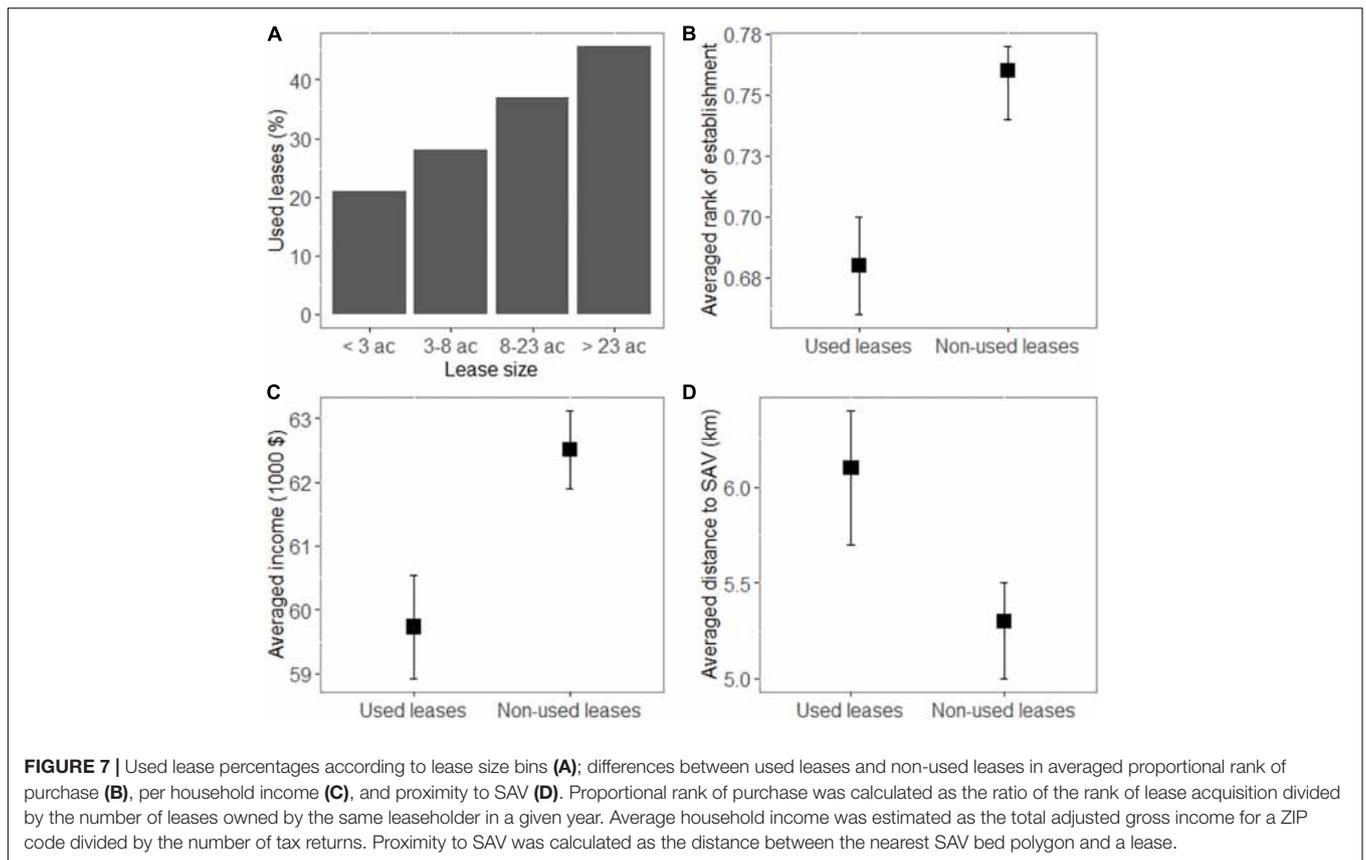 A
Used leases (%)
40
30
20
10
0
< 3 ac 3-8 ac 8-23 ac > 23 ac
Lease size
B
Averaged rank of establishment
0.78
0.75
0.73
0.70
0.68
Used leases Non-used leases
C
Averaged income (1000 $)
63
62
61
60
59
Used leases Non-used leases
D
Averaged distance to SAV (km)
6.0
5.5
5.0
Used leases Non-used leases
FIGURE 7 | Used lease percentages according to lease size bins (A); differences between used leases and non-used leases in averaged proportional rank of
purchase (B), per household income (C), and proximity to SAV (D). Proportional rank of purchase was calculated as the ratio of the rank of lease acquisition divided
by the number of leases owned by the same leaseholder in a given year. Average household income was estimated as the total adjusted gross income for a ZIP
code divided by the number of tax returns. Proximity to SAV was calculated as the distance between the nearest SAV bed polygon and a lease.